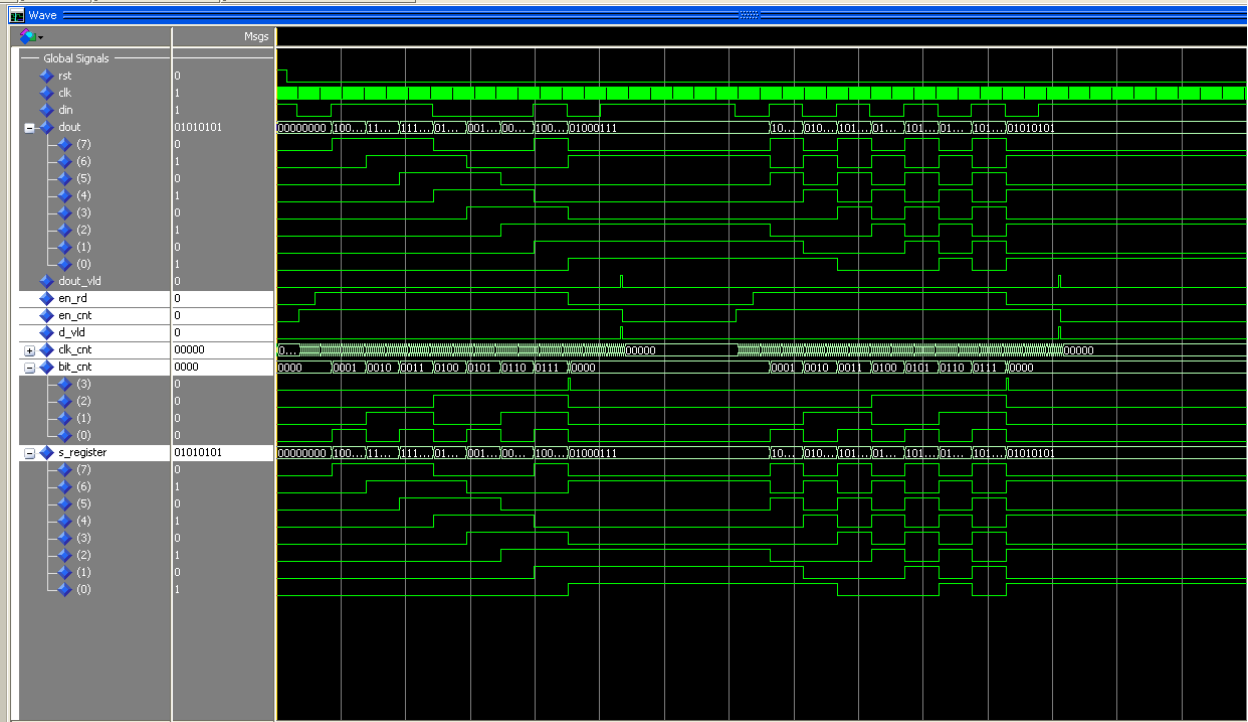 Wave
Msgs
Global Signals
rst 0
clk 1
din 1
dout 01010101 00000000 100... 11... 111... 01... 001... 00... 100... 01000111 10... 010... 101... 01... 101... 01... 101... 01010101
(7) 0
(6) 1
(5) 0
(4) 1
(3) 0
(2) 1
(1) 0
(0) 1
dout_vld 0
en_rd 0
en_cnt 0
d_vld 0
clk_cnt 00000 0... 00000 00000
bit_cnt 0000 0000 0001 0010 0011 0100 0101 0110 0111 0000 0001 0010 0011 0100 0101 0110 0111 0000
(3) 0
(2) 0
(1) 0
(0) 0
s_register 01010101 00000000 100... 11... 111... 01... 001... 00... 100... 01000111 10... 010... 101... 01... 101... 01... 101... 01010101
(7) 0
(6) 1
(5) 0
(4) 1
(3) 0
(2) 1
(1) 0
(0) 1